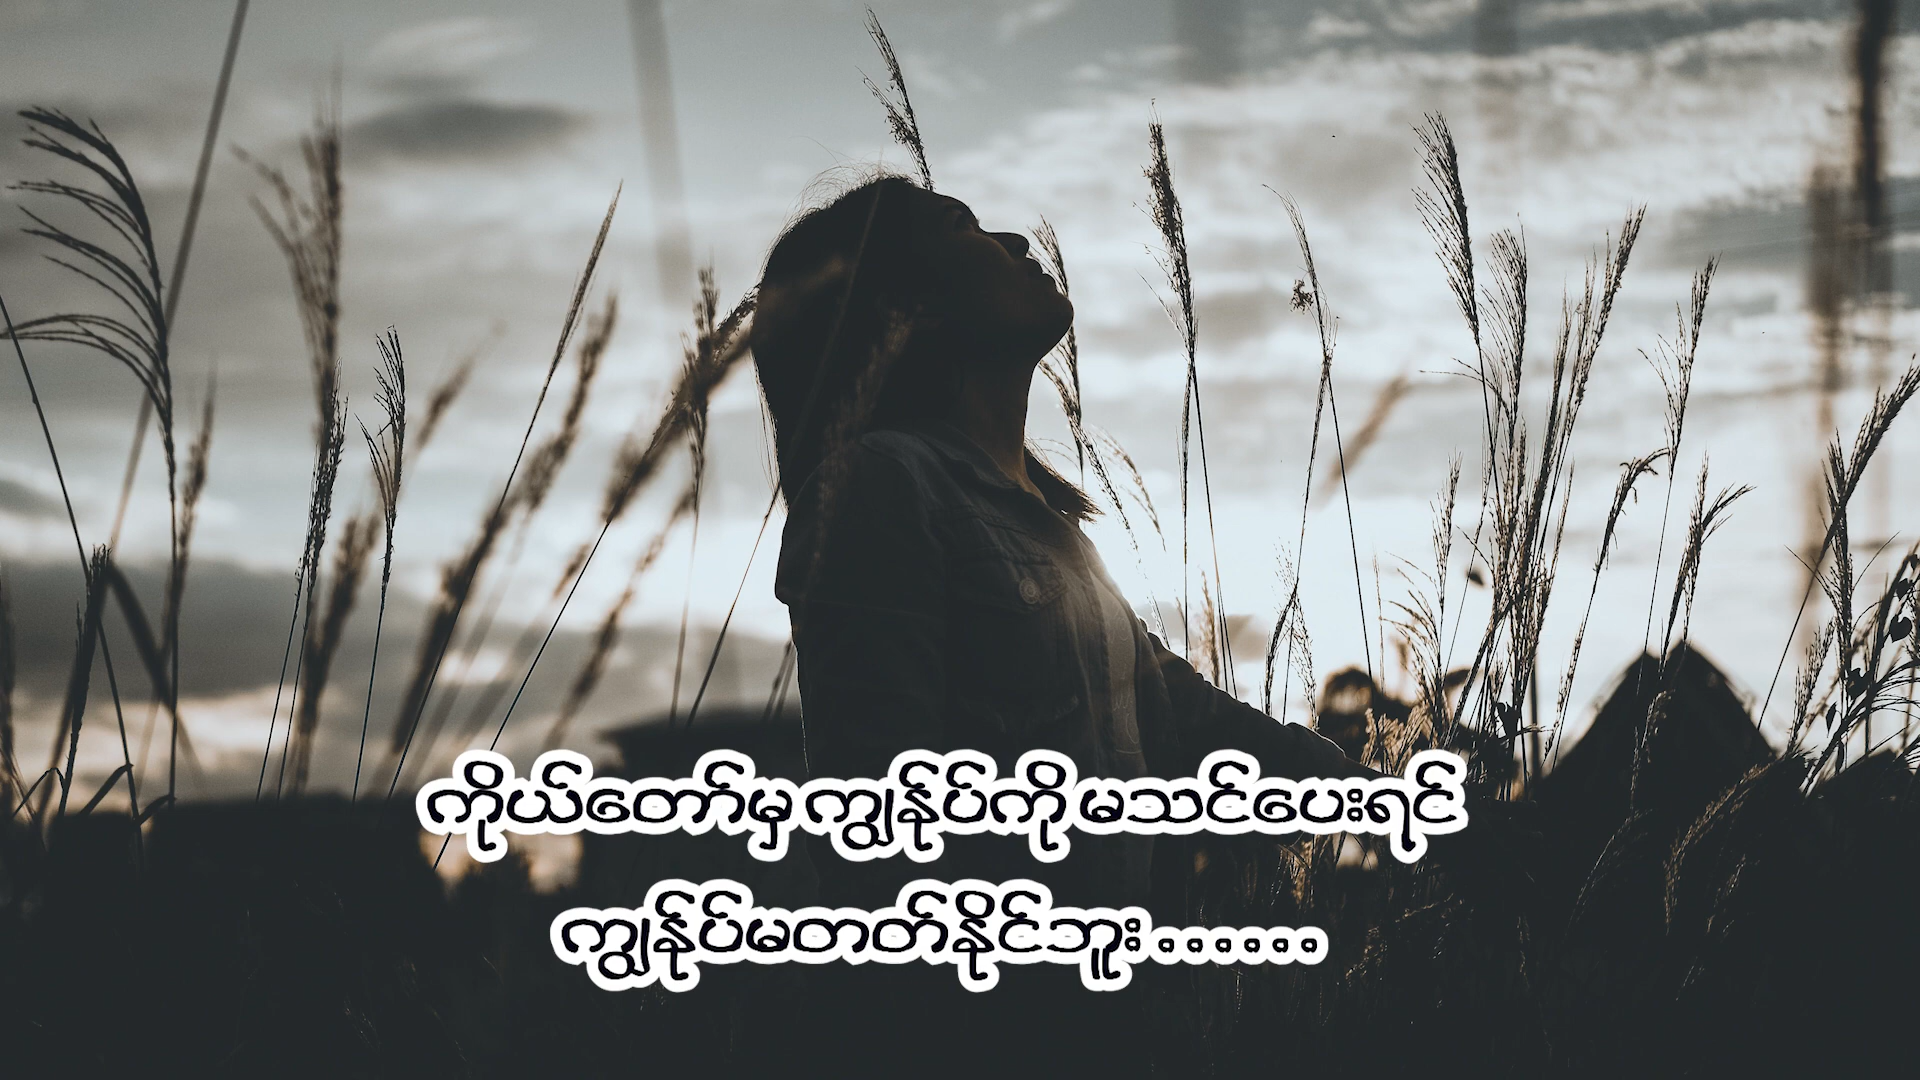 ကိုယ်တော်မှ ကျွန်ုပ်ကို မသင်ပေးရင်
ကျွန်ုပ်မတတ်နိုင်ဘူး ......